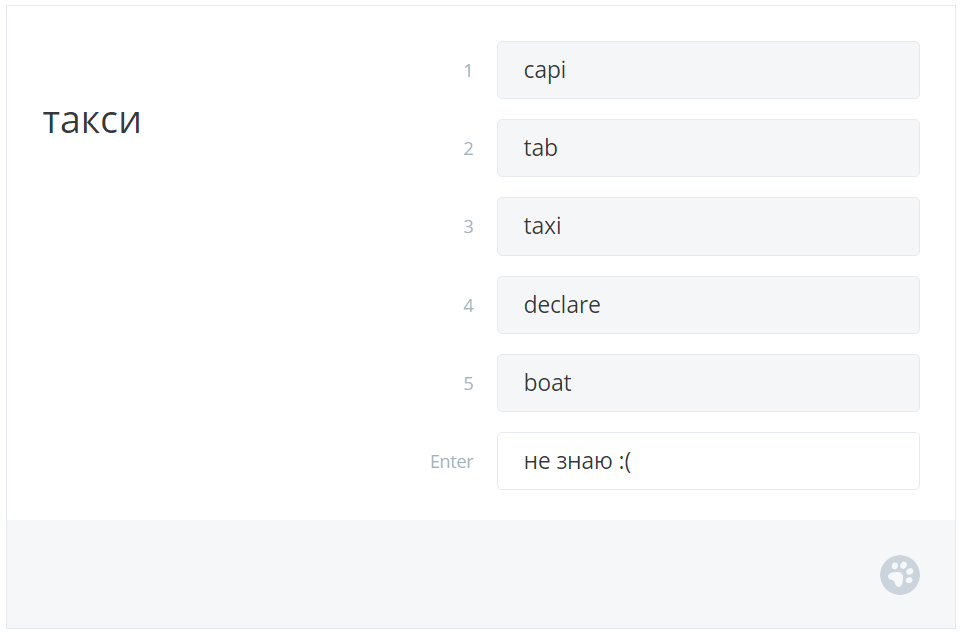 такси
1 capi
2 tab
3 taxi
4 declare
5 boat
Enter не знаю :(